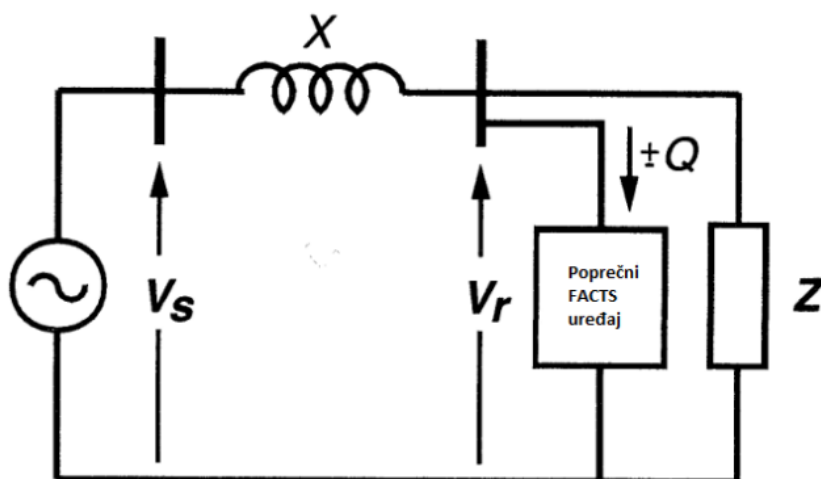 X
±Q
Vs
Vr
Poprečni
FACTS
uređaj
Z